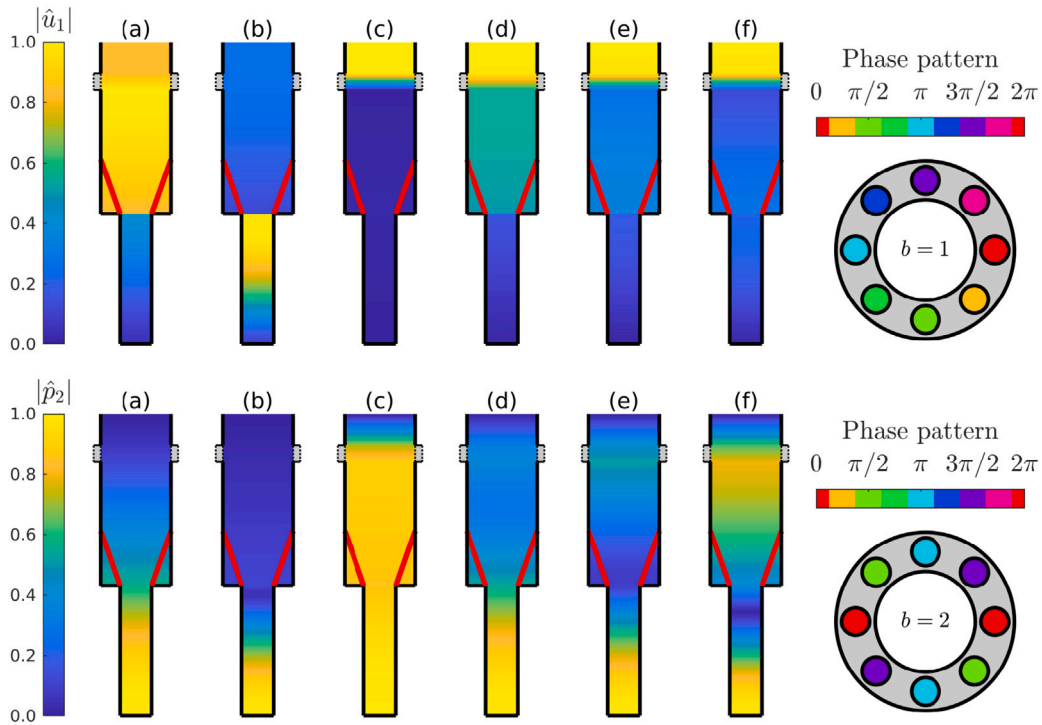 |û₁| (a) (b) (c) (d) (e) (f)
1.0
0.8
0.6
0.4
0.2
0.0
Phase pattern
0 π/2 π 3π/2 2π
b = 1
|p̂₂| (a) (b) (c) (d) (e) (f)
1.0
0.8
0.6
0.4
0.2
0.0
Phase pattern
0 π/2 π 3π/2 2π
b = 2